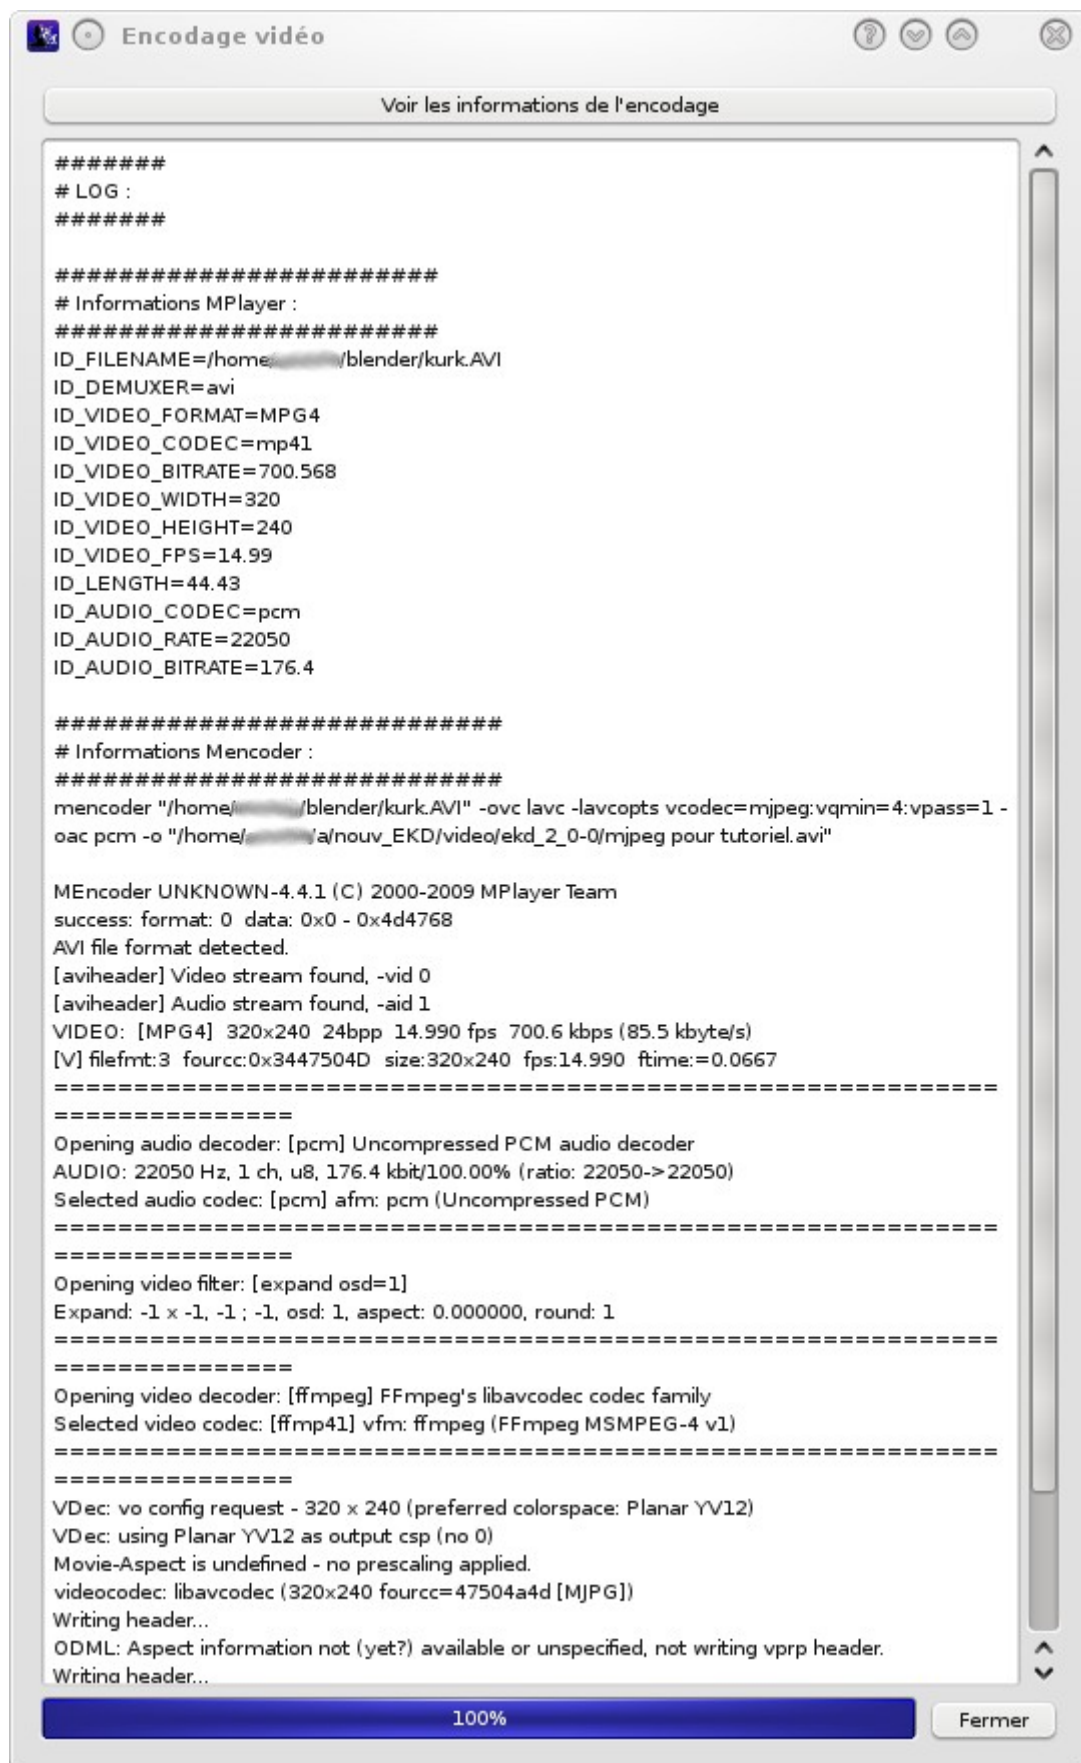 Encodage vidéo
Voir les informations de l'encodage
#######
# LOG :
#######
########################
# Informations MPlayer :
########################
ID_FILENAME=/home/ /blender/kurk.AVI
ID_DEMUXER=avi
ID_VIDEO_FORMAT=MPG4
ID_VIDEO_CODEC=mp41
ID_VIDEO_BITRATE=700.568
ID_VIDEO_WIDTH=320
ID_VIDEO_HEIGHT=240
ID_VIDEO_FPS=14.99
ID_LENGTH=44.43
ID_AUDIO_CODEC=pcm
ID_AUDIO_RATE=22050
ID_AUDIO_BITRATE=176.4
############################
# Informations Mencoder :
############################
mencoder "/home/ /blender/kurk.AVI" -ovc lavc -lavcopts vcodec=mjpeg:vqmin=4:vpass=1 -
oac pcm -o "/home/ a/nouv_EKD/video/ekd_2_0-0/mjpeg pour tutoriel.avi"
MEncoder UNKNOWN-4.4.1 (C) 2000-2009 MPlayer Team
success: format: 0  data: 0x0 - 0x4d4768
AVI file format detected.
[aviheader] Video stream found, -vid 0
[aviheader] Audio stream found, -aid 1
VIDEO:  [MPG4]  320x240  24bpp  14.990 fps  700.6 kbps (85.5 kbyte/s)
[V] filefmt:3  fourcc:0x3447504D  size:320x240  fps:14.990  ftime:=0.0667
===========================================================
===============
Opening audio decoder: [pcm] Uncompressed PCM audio decoder
AUDIO: 22050 Hz, 1 ch, u8, 176.4 kbit/100.00% (ratio: 22050->22050)
Selected audio codec: [pcm] afm: pcm (Uncompressed PCM)
===========================================================
===============
Opening video filter: [expand osd=1]
Expand: -1 x -1, -1 ; -1, osd: 1, aspect: 0.000000, round: 1
===========================================================
===============
Opening video decoder: [ffmpeg] FFmpeg's libavcodec codec family
Selected video codec: [ffmp41] vfm: ffmpeg (FFmpeg MSMPEG-4 v1)
===========================================================
===============
VDec: vo config request - 320 x 240 (preferred colorspace: Planar YV12)
VDec: using Planar YV12 as output csp (no 0)
Movie-Aspect is undefined - no prescaling applied.
videocodec: libavcodec (320x240 fourcc=47504a4d [MJPG])
Writing header...
ODML: Aspect information not (yet?) available or unspecified, not writing vprp header.
Writing header...
100%
Fermer